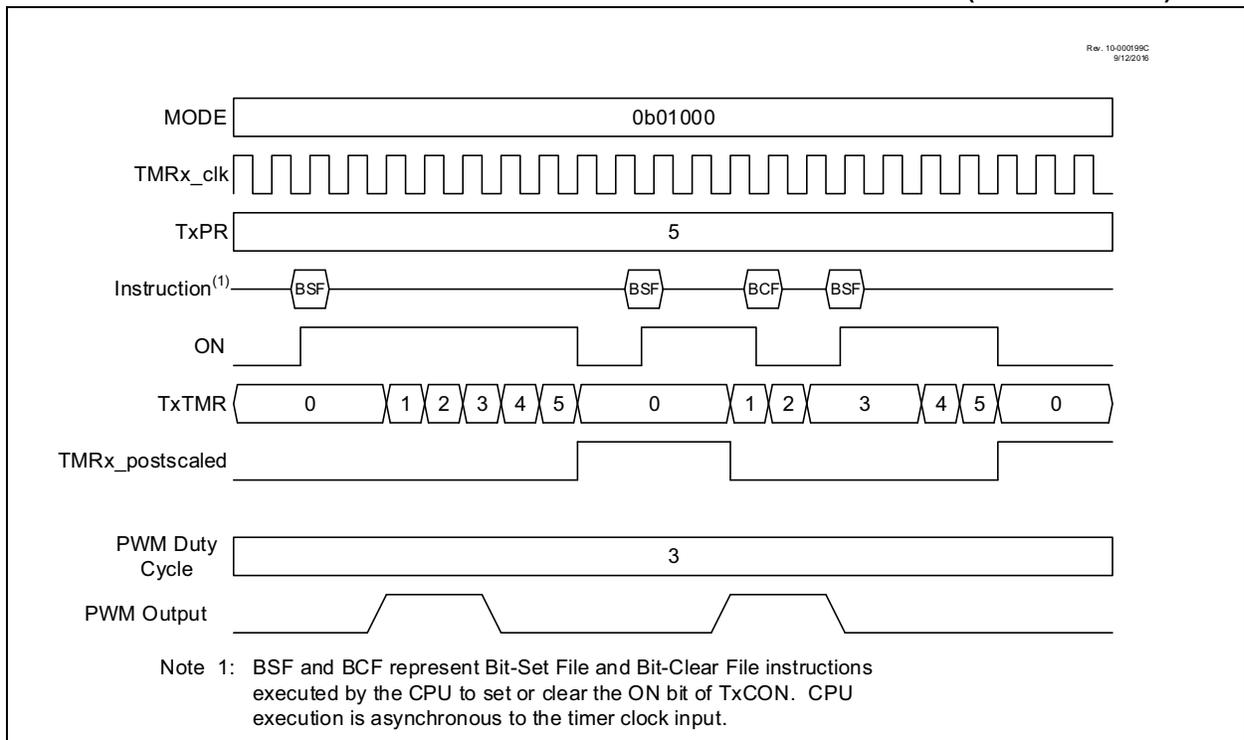 Rev. 10-000199C
9/12/2016
MODE 0b01000
TMRx_clk
TxPR 5
Instruction(1) BSF BSF BCF BSF
ON
TxTMR 0 1 2 3 4 5 0 1 2 3 4 5 0
TMRx_postscaled
PWM Duty
Cycle 3
PWM Output
Note 1: BSF and BCF represent Bit-Set File and Bit-Clear File instructions
executed by the CPU to set or clear the ON bit of TxCON. CPU
execution is asynchronous to the timer clock input.